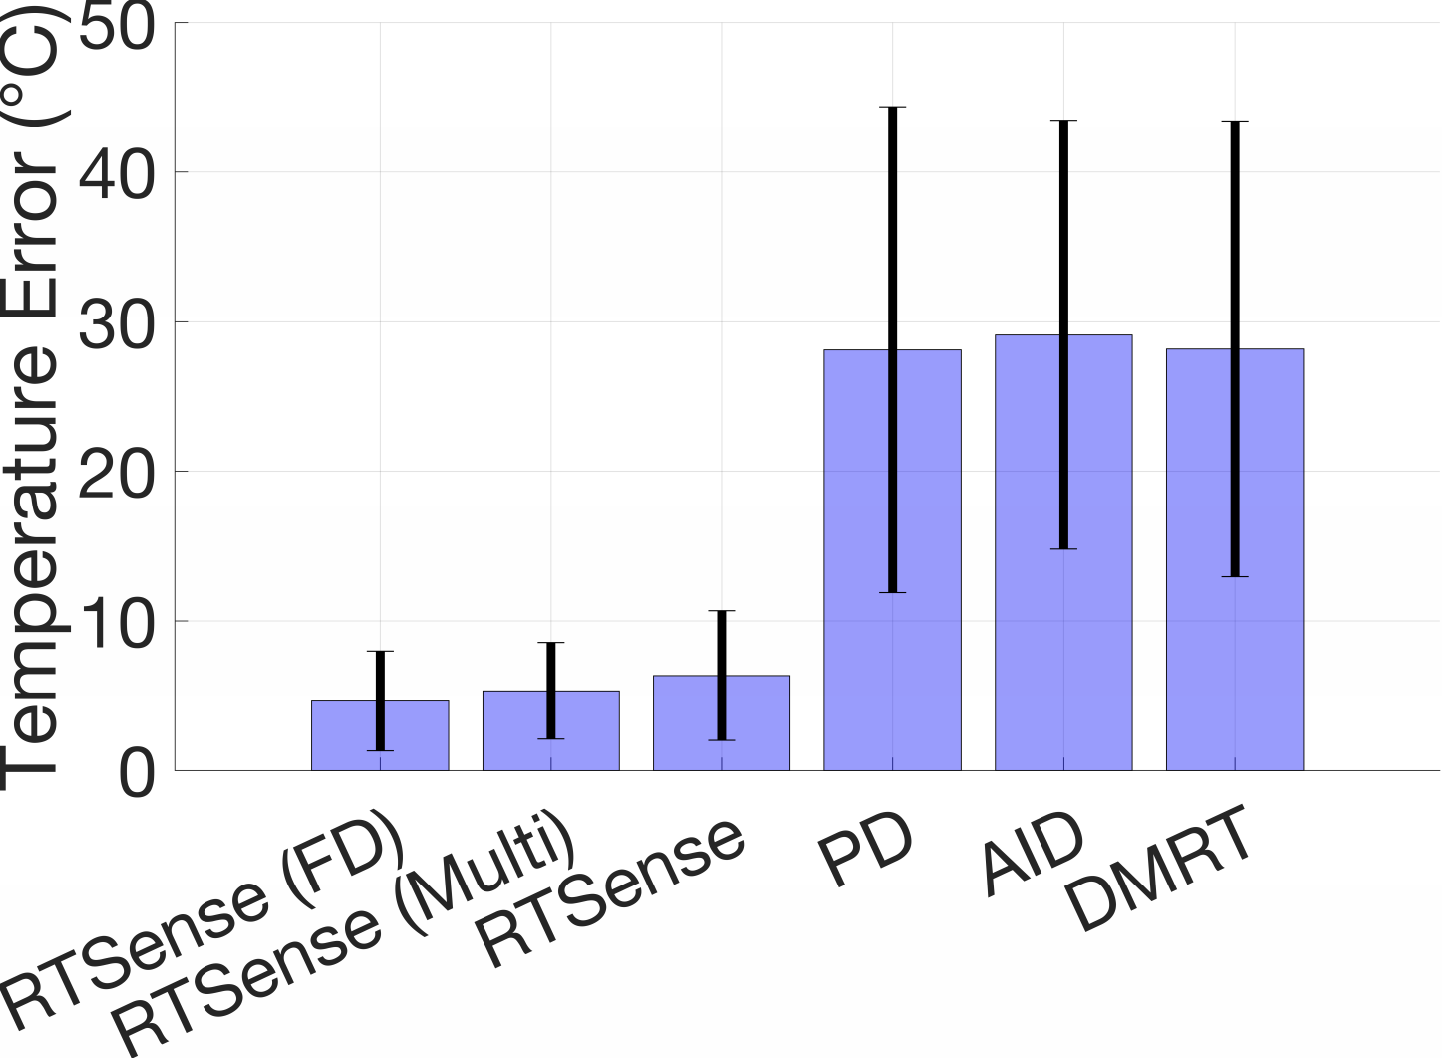 Temperature Error (°C)
50
40
30
20
10
0
RTSense (FD)
RTSense (Multi)
RTSense
PD
AID
DMRT